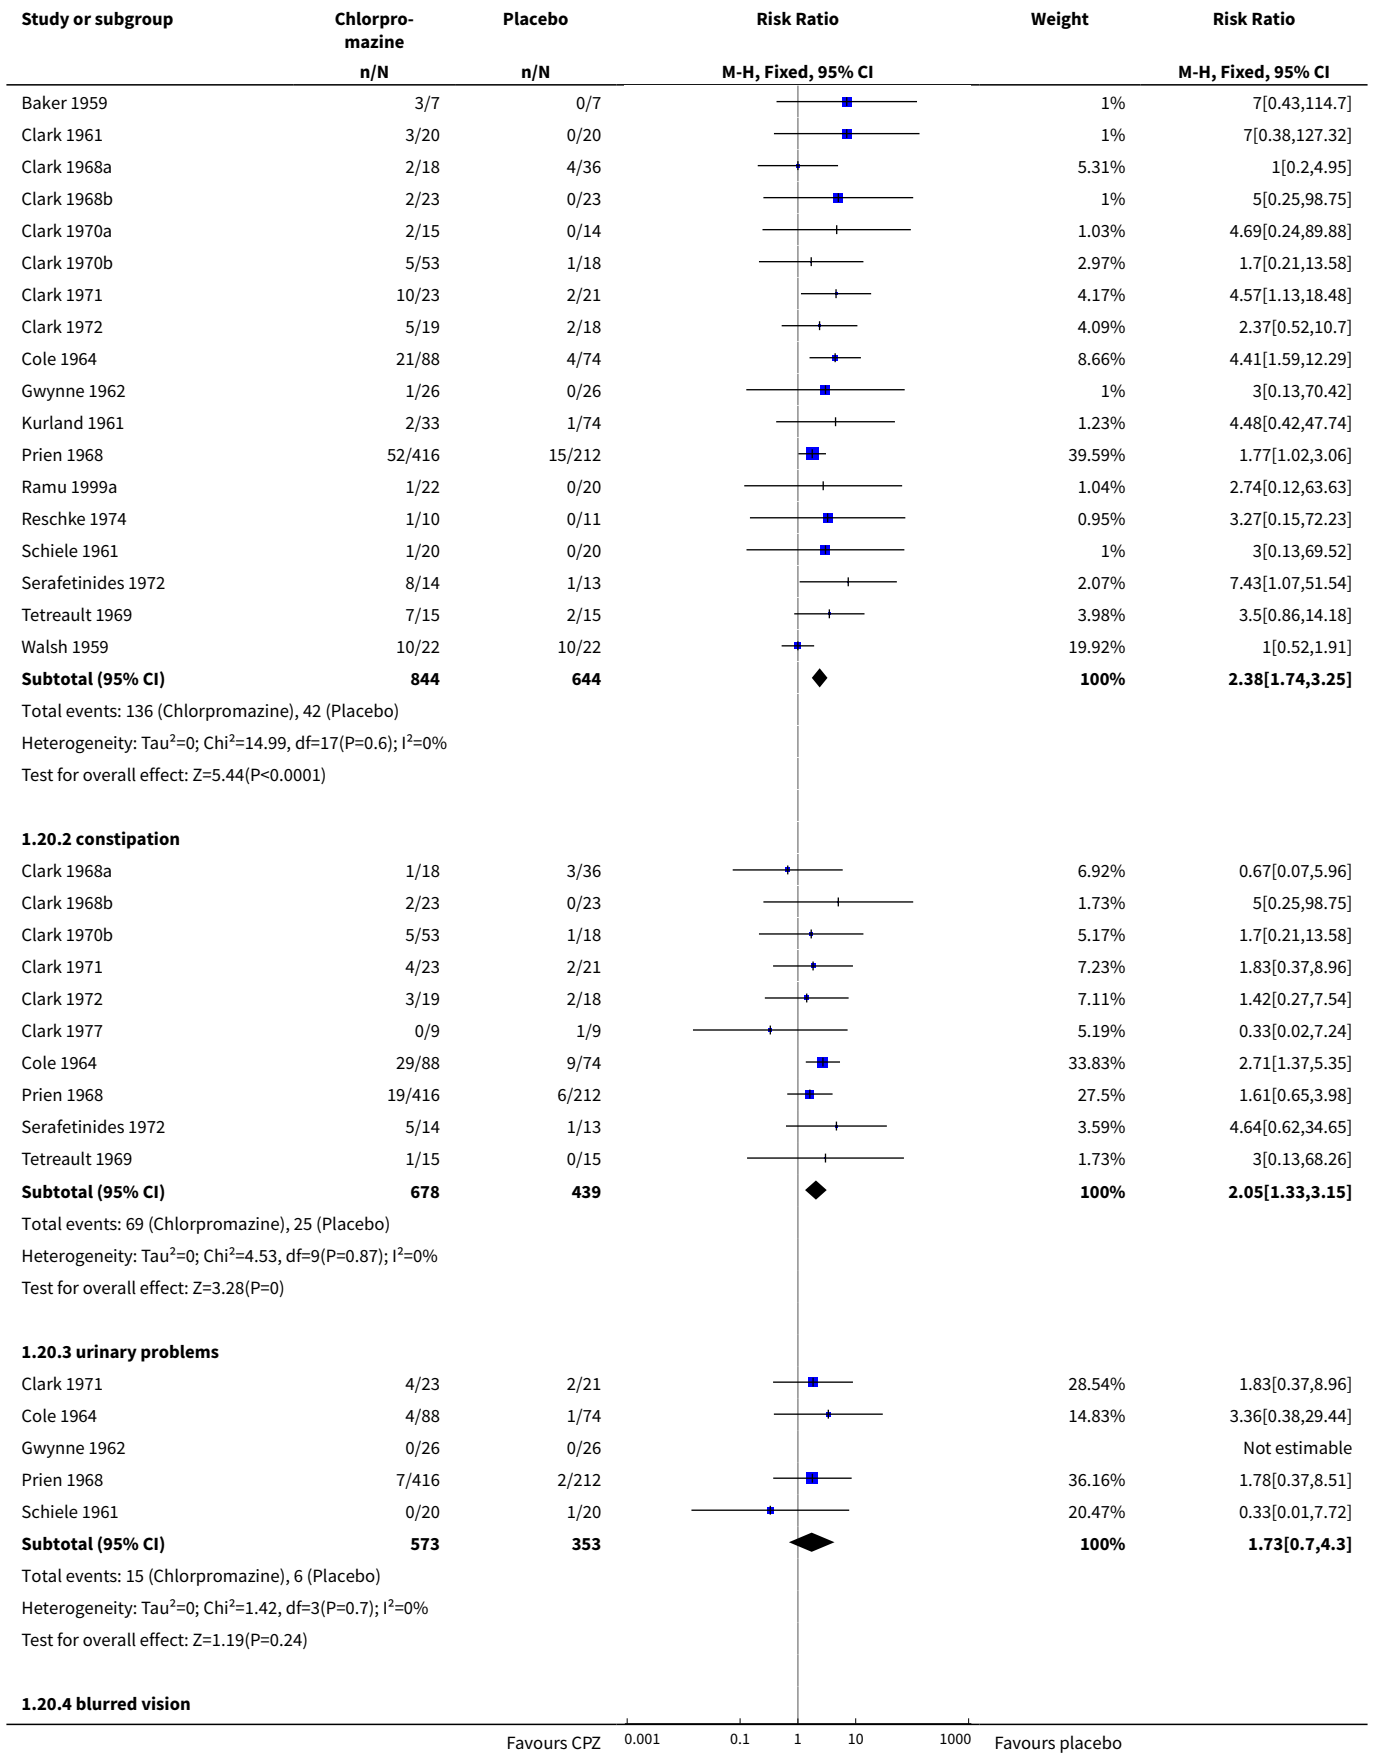 Study or subgroup Chlorpro- Placebo Risk Ratio Weight Risk Ratio
mazine
n/N n/N M-H, Fixed, 95% CI M-H, Fixed, 95% CI
Baker 1959 3/7 0/7 1% 7[0.43,114.7]
Clark 1961 3/20 0/20 1% 7[0.38,127.32]
Clark 1968a 2/18 4/36 5.31% 1[0.2,4.95]
Clark 1968b 2/23 0/23 1% 5[0.25,98.75]
Clark 1970a 2/15 0/14 1.03% 4.69[0.24,89.88]
Clark 1970b 5/53 1/18 2.97% 1.7[0.21,13.58]
Clark 1971 10/23 2/21 4.17% 4.57[1.13,18.48]
Clark 1972 5/19 2/18 4.09% 2.37[0.52,10.7]
Cole 1964 21/88 4/74 8.66% 4.41[1.59,12.29]
Gwynne 1962 1/26 0/26 1% 3[0.13,70.42]
Kurland 1961 2/33 1/74 1.23% 4.48[0.42,47.74]
Prien 1968 52/416 15/212 39.59% 1.77[1.02,3.06]
Ramu 1999a 1/22 0/20 1.04% 2.74[0.12,63.63]
Reschke 1974 1/10 0/11 0.95% 3.27[0.15,72.23]
Schiele 1961 1/20 0/20 1% 3[0.13,69.52]
Serafetinides 1972 8/14 1/13 2.07% 7.43[1.07,51.54]
Tetreault 1969 7/15 2/15 3.98% 3.5[0.86,14.18]
Walsh 1959 10/22 10/22 19.92% 1[0.52,1.91]
Subtotal (95% CI) 844 644 100% 2.38[1.74,3.25]
Total events: 136 (Chlorpromazine), 42 (Placebo)
Heterogeneity: Tau²=0; Chi²=14.99, df=17(P=0.6); I²=0%
Test for overall effect: Z=5.44(P<0.0001)
1.20.2 constipation
Clark 1968a 1/18 3/36 6.92% 0.67[0.07,5.96]
Clark 1968b 2/23 0/23 1.73% 5[0.25,98.75]
Clark 1970b 5/53 1/18 5.17% 1.7[0.21,13.58]
Clark 1971 4/23 2/21 7.23% 1.83[0.37,8.96]
Clark 1972 3/19 2/18 7.11% 1.42[0.27,7.54]
Clark 1977 0/9 1/9 5.19% 0.33[0.02,7.24]
Cole 1964 29/88 9/74 33.83% 2.71[1.37,5.35]
Prien 1968 19/416 6/212 27.5% 1.61[0.65,3.98]
Serafetinides 1972 5/14 1/13 3.59% 4.64[0.62,34.65]
Tetreault 1969 1/15 0/15 1.73% 3[0.13,68.26]
Subtotal (95% CI) 678 439 100% 2.05[1.33,3.15]
Total events: 69 (Chlorpromazine), 25 (Placebo)
Heterogeneity: Tau²=0; Chi²=4.53, df=9(P=0.87); I²=0%
Test for overall effect: Z=3.28(P=0)
1.20.3 urinary problems
Clark 1971 4/23 2/21 28.54% 1.83[0.37,8.96]
Cole 1964 4/88 1/74 14.83% 3.36[0.38,29.44]
Gwynne 1962 0/26 0/26 Not estimable
Prien 1968 7/416 2/212 36.16% 1.78[0.37,8.51]
Schiele 1961 0/20 1/20 20.47% 0.33[0.01,7.72]
Subtotal (95% CI) 573 353 100% 1.73[0.7,4.3]
Total events: 15 (Chlorpromazine), 6 (Placebo)
Heterogeneity: Tau²=0; Chi²=1.42, df=3(P=0.7); I²=0%
Test for overall effect: Z=1.19(P=0.24)
1.20.4 blurred vision
Favours CPZ 0.001 0.1 1 10 1000 Favours placebo